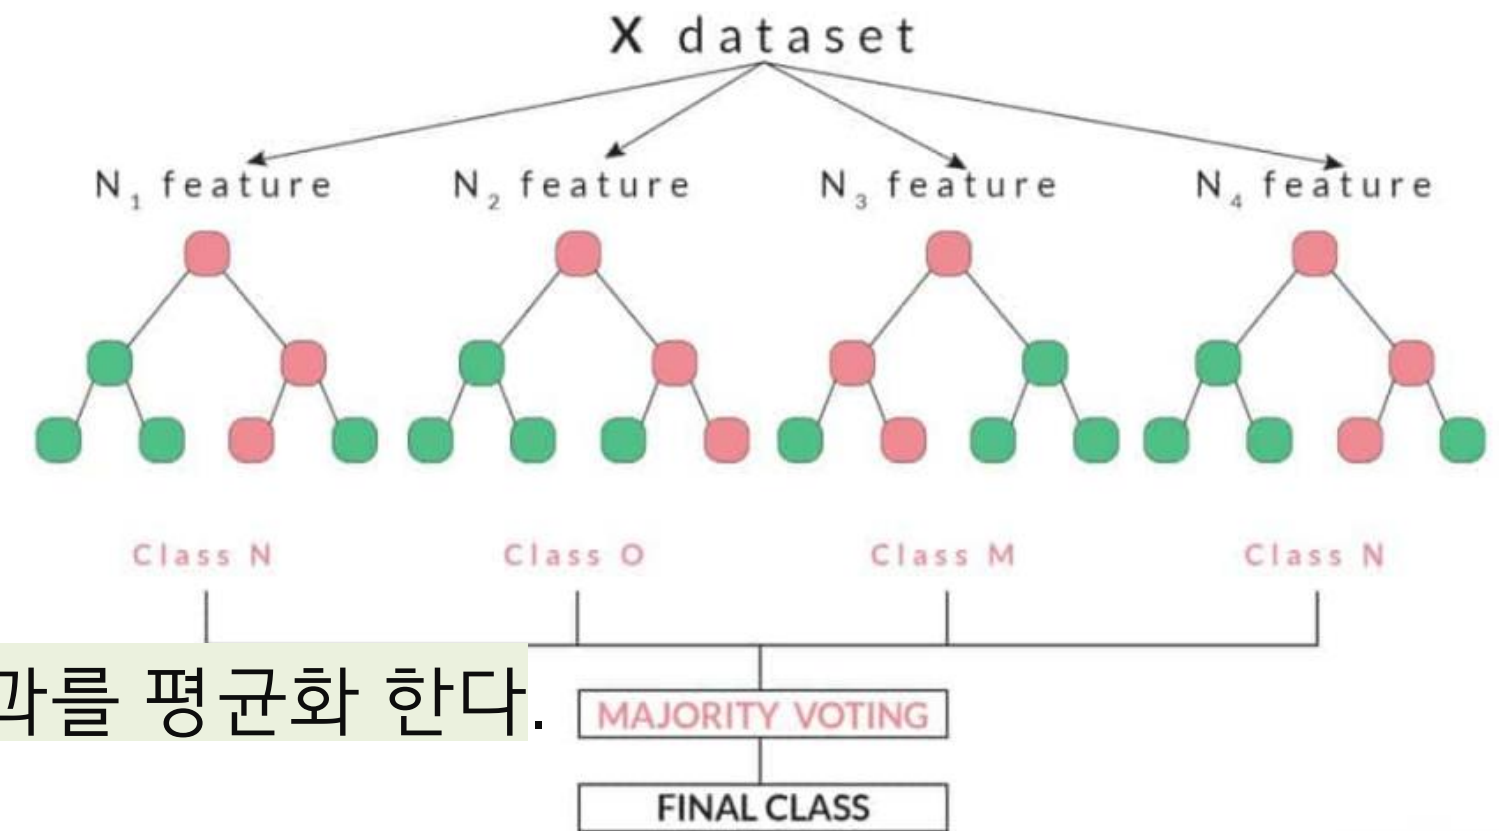 X dataset
N₁ feature N₂ feature N₃ feature N₄ feature
Class N Class O Class M Class N
과를 평균화 한다.
MAJORITY VOTING
FINAL CLASS